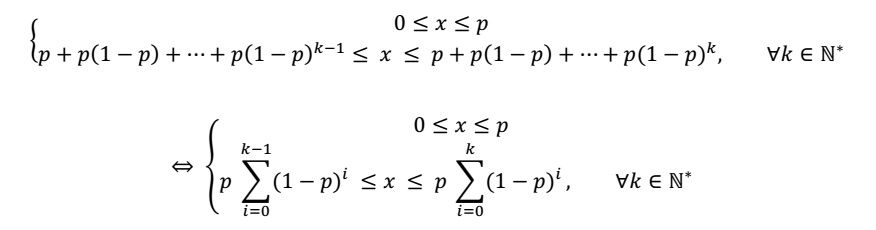 0 ≤ x ≤ p
p + p(1 − p) + ⋯ + p(1 − p)^{k−1} ≤ x ≤ p + p(1 − p) + ⋯ + p(1 − p)^k, ∀k ∈ ℕ*
0 ≤ x ≤ p
⇔ { p ∑_{i=0}^{k−1} (1 − p)^i ≤ x ≤ p ∑_{i=0}^{k} (1 − p)^i , ∀k ∈ ℕ*